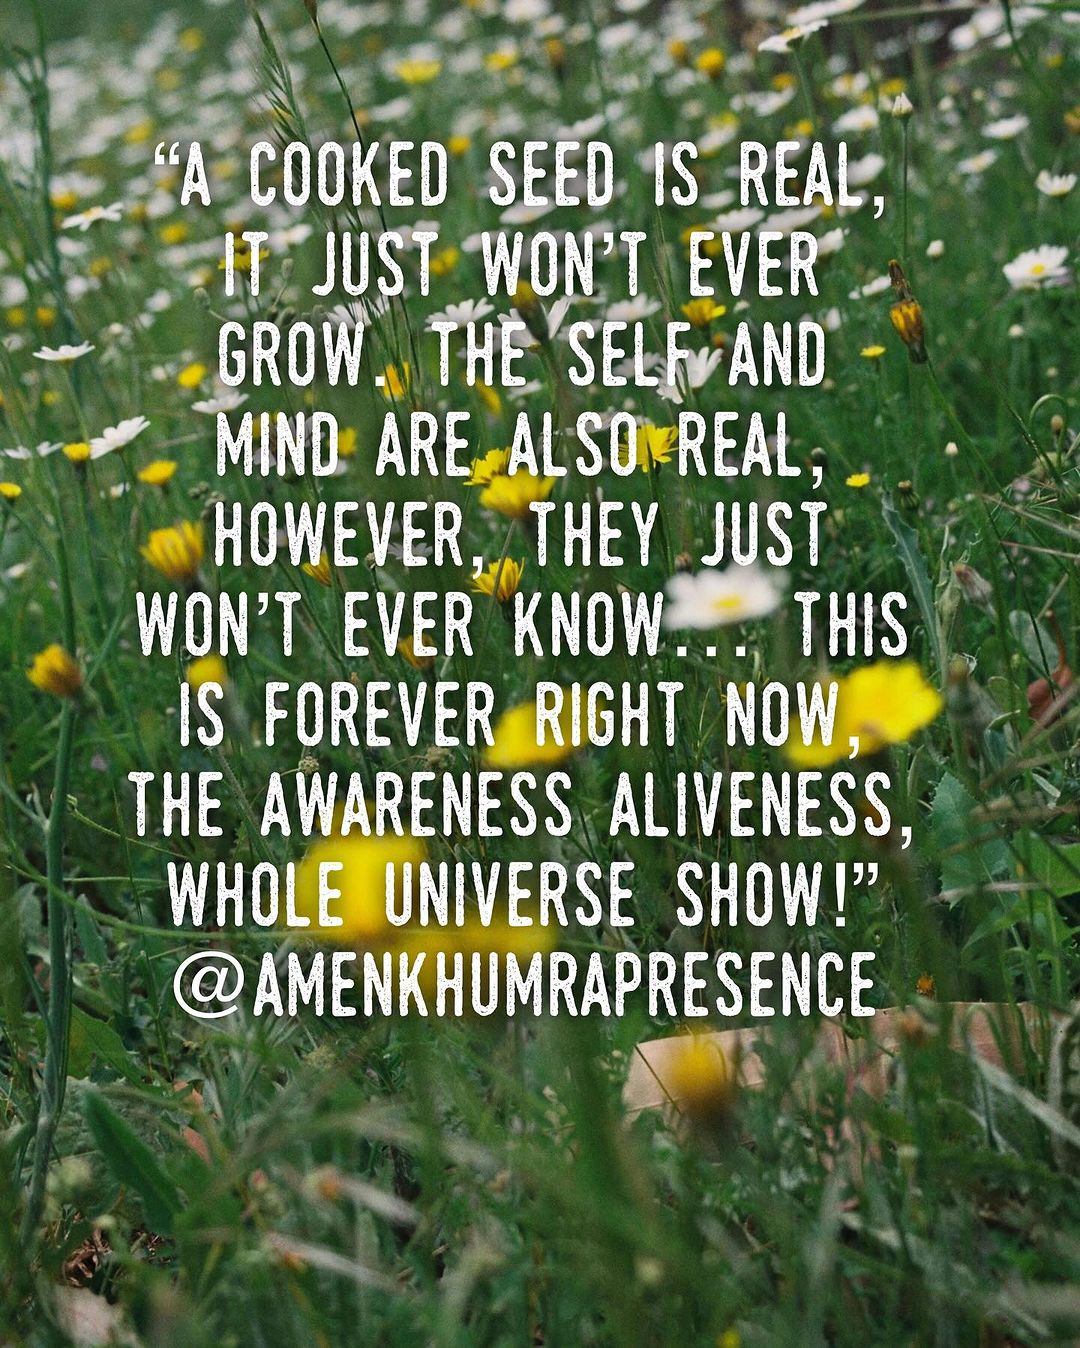 “A COOKED SEED IS REAL,
IT JUST WON’T EVER
GROW. THE SELF AND
MIND ARE ALSO REAL,
HOWEVER, THEY JUST
WON’T EVER KNOW... THIS
IS FOREVER RIGHT NOW,
THE AWARENESS ALIVENESS,
WHOLE UNIVERSE SHOW!”
@AMENKHUMRAPRESENCE